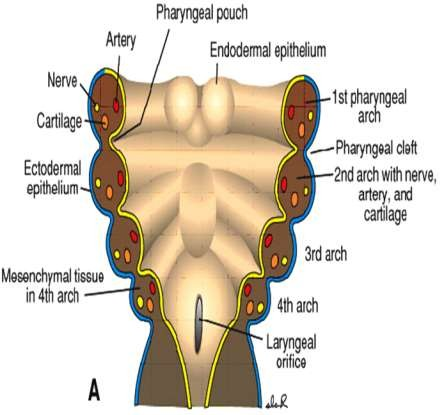 Pharyngeal pouch
Artery
Endodermal epithelium
Nerve
Cartilage
1st pharyngeal
arch
Pharyngeal cleft
Ectodermal
epithelium
2nd arch with nerve,
artery, and
cartilage
3rd arch
Mesenchymal tissue
in 4th arch
4th arch
Laryngeal
orifice
A